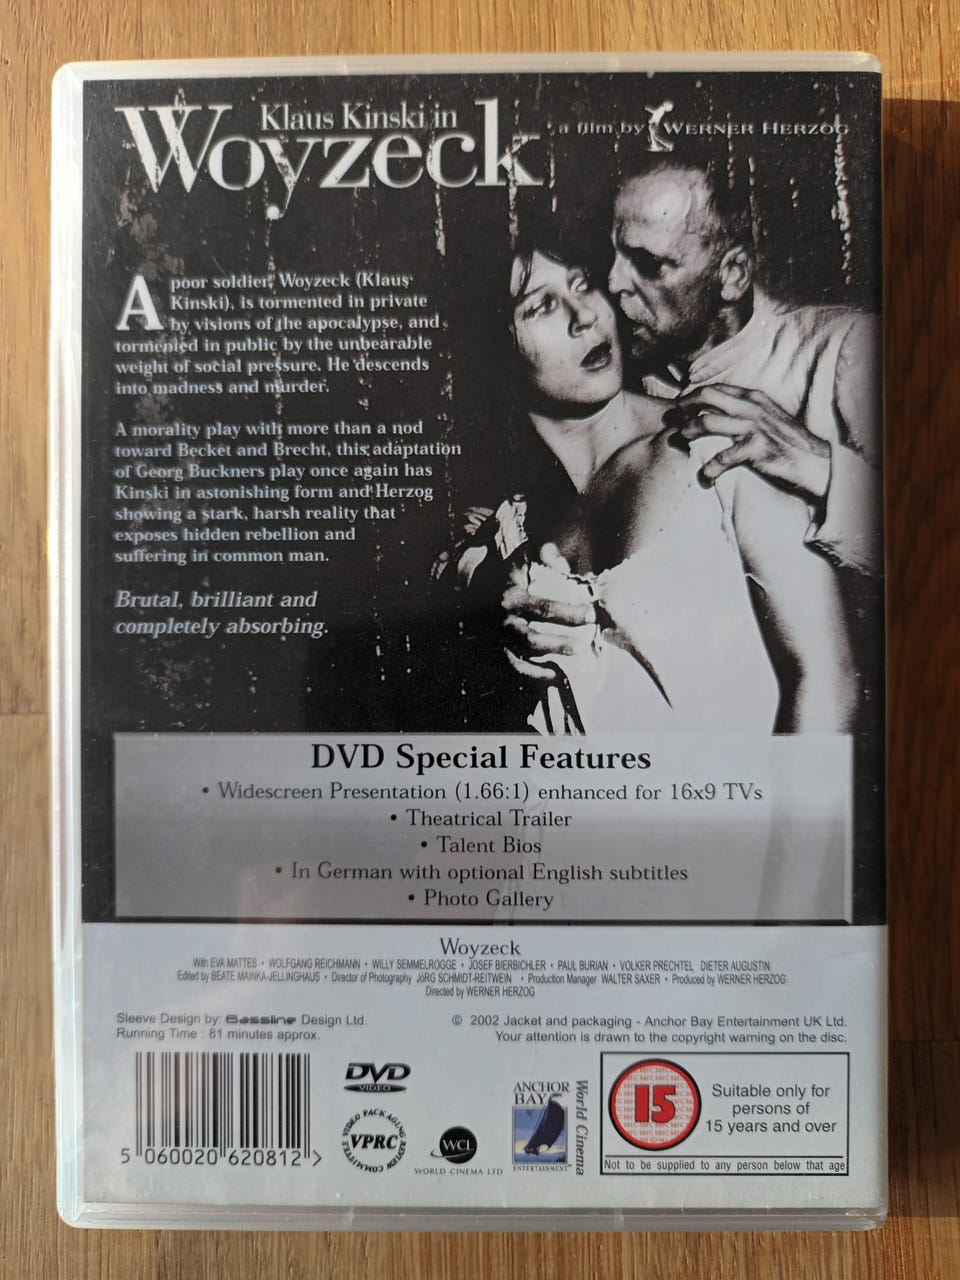 Klaus Kinski in
Woyzeck
a film by WERNER HERZOG
A poor soldier, Woyzeck (Klaus
Kinski), is tormented in private
by visions of the apocalypse, and
tormented in public by the unbearable
weight of social pressure. He descends
into madness and murder.
A morality play with more than a nod
toward Becket and Brecht, this adaptation
of Georg Buckners play once again has
Kinski in astonishing form and Herzog
showing a stark, harsh reality that
exposes hidden rebellion and
suffering in common man.
Brutal, brilliant and
completely absorbing.
DVD Special Features
• Widescreen Presentation (1.66:1) enhanced for 16x9 TVs
• Theatrical Trailer
• Talent Bios
• In German with optional English subtitles
• Photo Gallery
Woyzeck
With EVA MATTES • WOLFGANG REICHMANN • WILLY SEMMELROGGE • JOSEF BIERBICHLER • PAUL BURIAN • VOLKER PRECHTEL DIETER AUGUSTIN
Edited by BEATE MAINKA-JELLINGHAUS • Director of Photography JöRG SCHMIDT-REITWEIN • Production Manager WALTER SAXER • Produced by WERNER HERZOG
Directed by WERNER HERZOG
Sleeve Design by: Bassline Design Ltd.
Running Time : 81 minutes approx.
© 2002 Jacket and packaging - Anchor Bay Entertainment UK Ltd.
Your attention is drawn to the copyright warning on the disc.
5 060020 620812 >
DVD
VIDEO
VIDEO PACKAGING REVIEW COMMITTEE
VPRC
WCL
WORLD CINEMA LTD
ANCHOR
BAY
ENTERTAINMENT
World Cinema
BBFC
15
Suitable only for
persons of
15 years and over
Not to be supplied to any person below that age